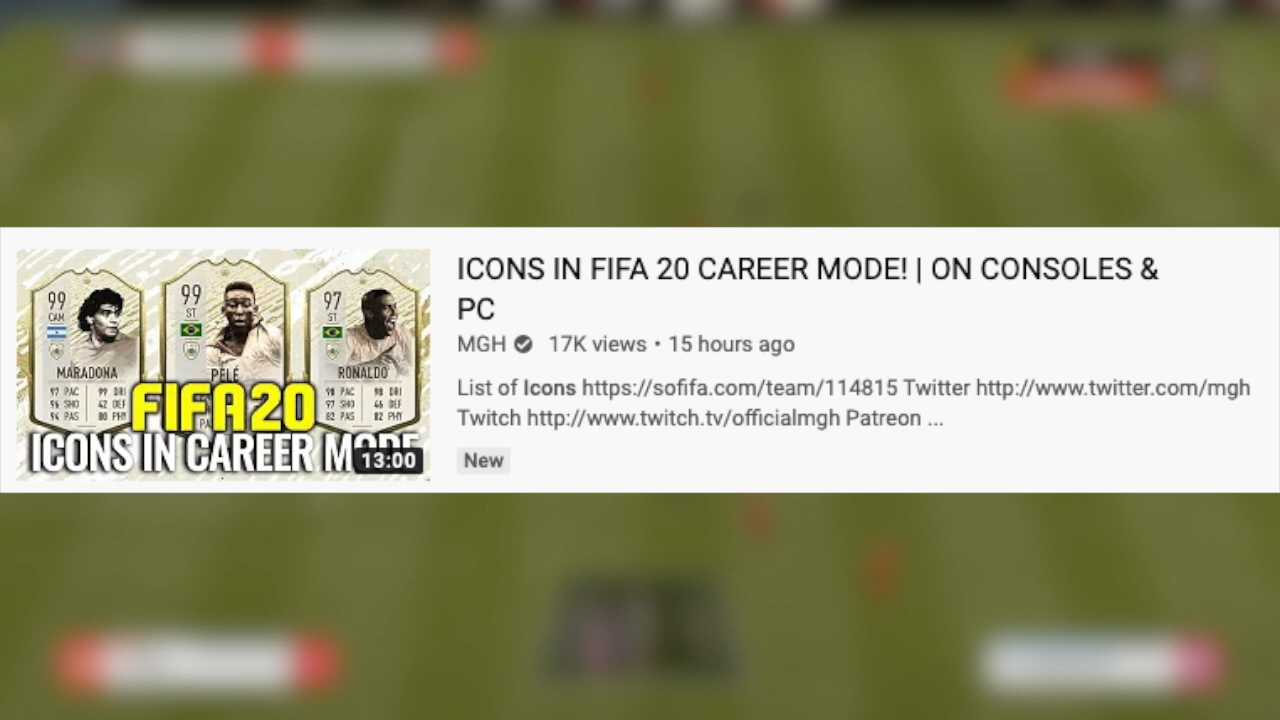 99
CAM
MARADONA
97 PAC 99 DRI
96 SHO 42 DEF
94 PAS 80 PHY
99
ST
PELÉ
97
ST
RONALDO
98 PAC 98 DRI
97 SHO 46 DEF
82 PAS 82 PHY
FIFA 20
ICONS IN CAREER MODE
13:00
ICONS IN FIFA 20 CAREER MODE! | ON CONSOLES &
PC
MGH 17K views • 15 hours ago
List of Icons https://sofifa.com/team/114815 Twitter http://www.twitter.com/mgh
Twitch http://www.twitch.tv/officialmgh Patreon ...
New